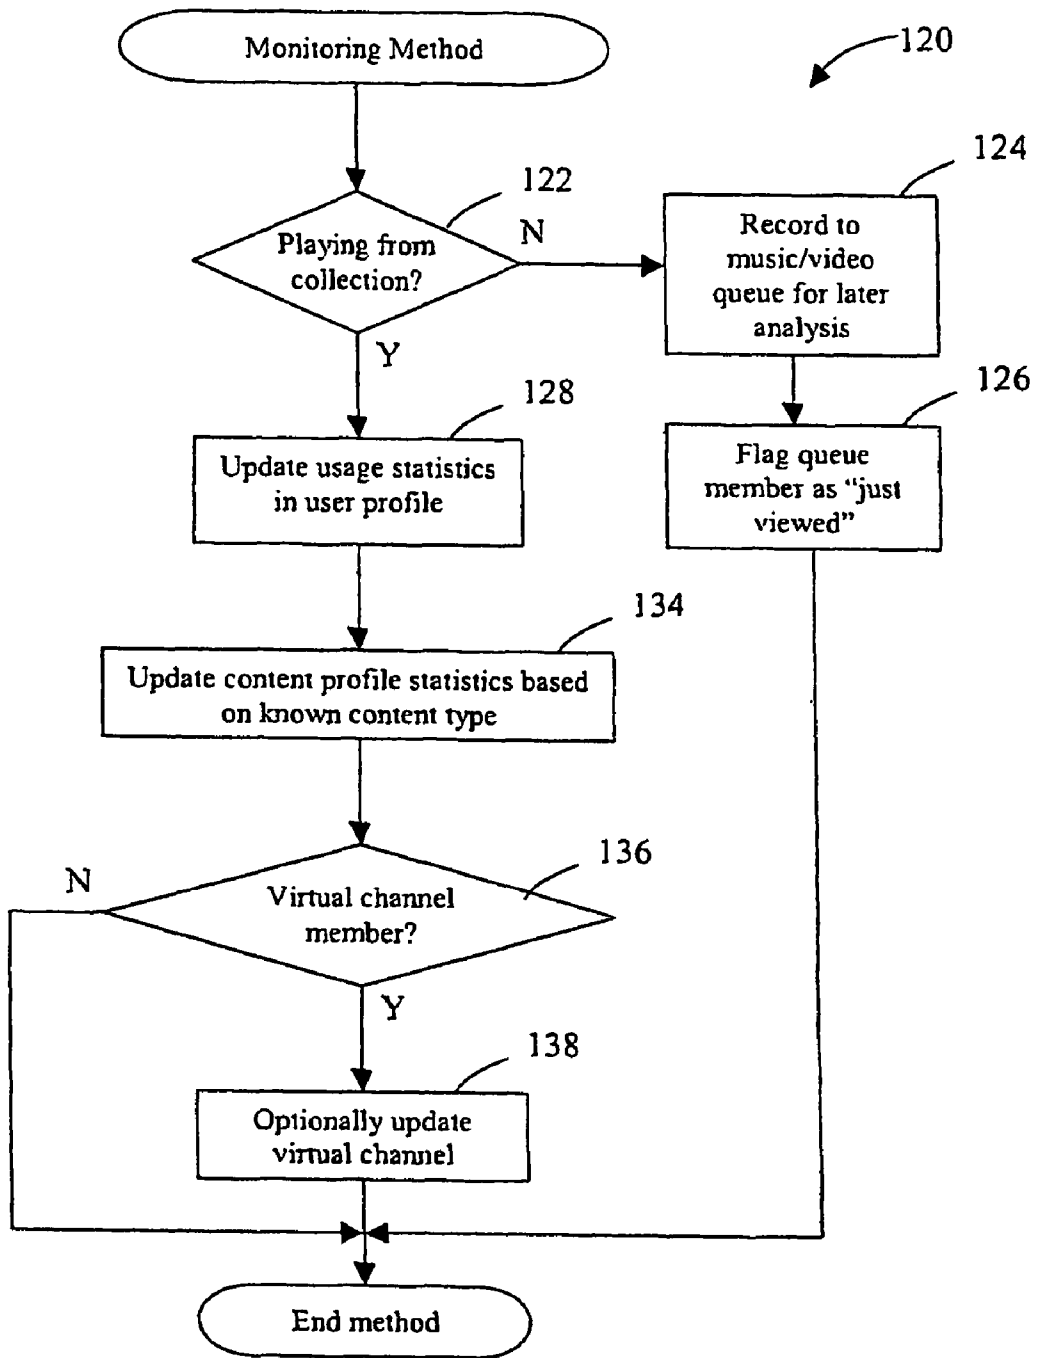 Monitoring Method
120
122
Playing from
collection?
N
Y
124
Record to
music/video
queue for later
analysis
128
Update usage statistics
in user profile
126
Flag queue
member as “just
viewed”
134
Update content profile statistics based
on known content type
136
Virtual channel
member?
N
Y
138
Optionally update
virtual channel
End method